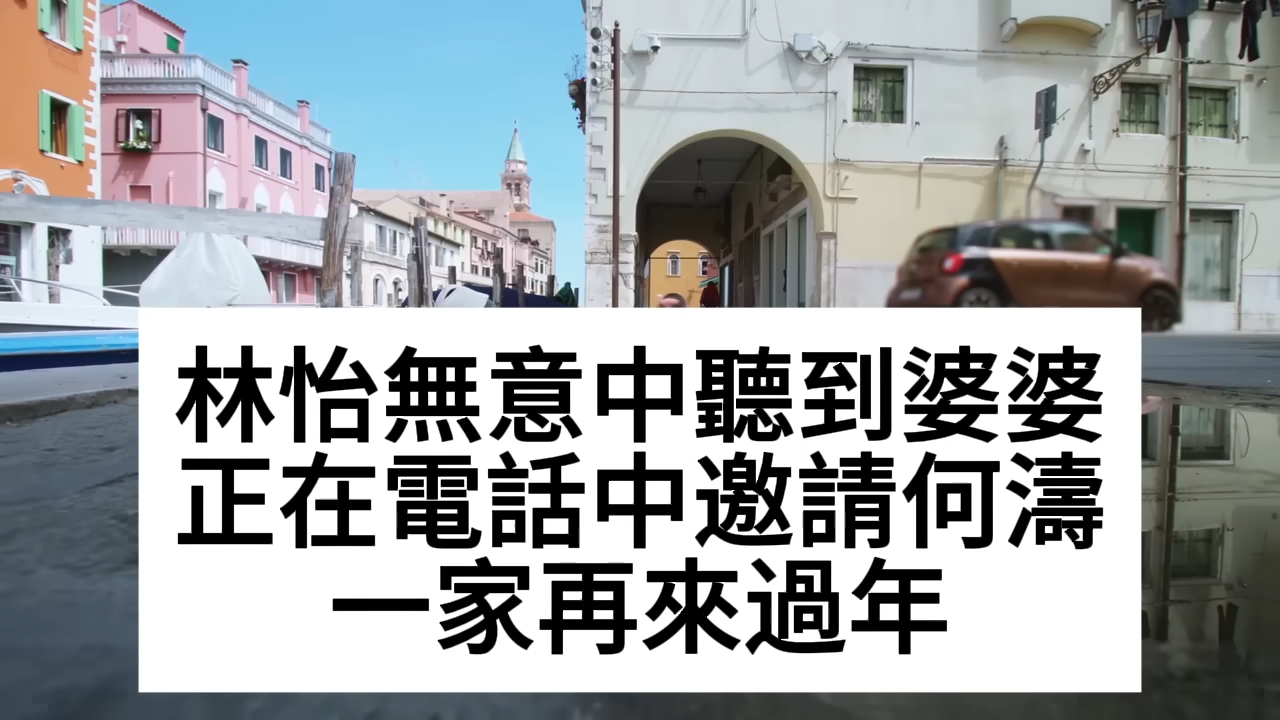 林怡無意中聽到婆婆
正在電話中邀請何濤
一家再來過年